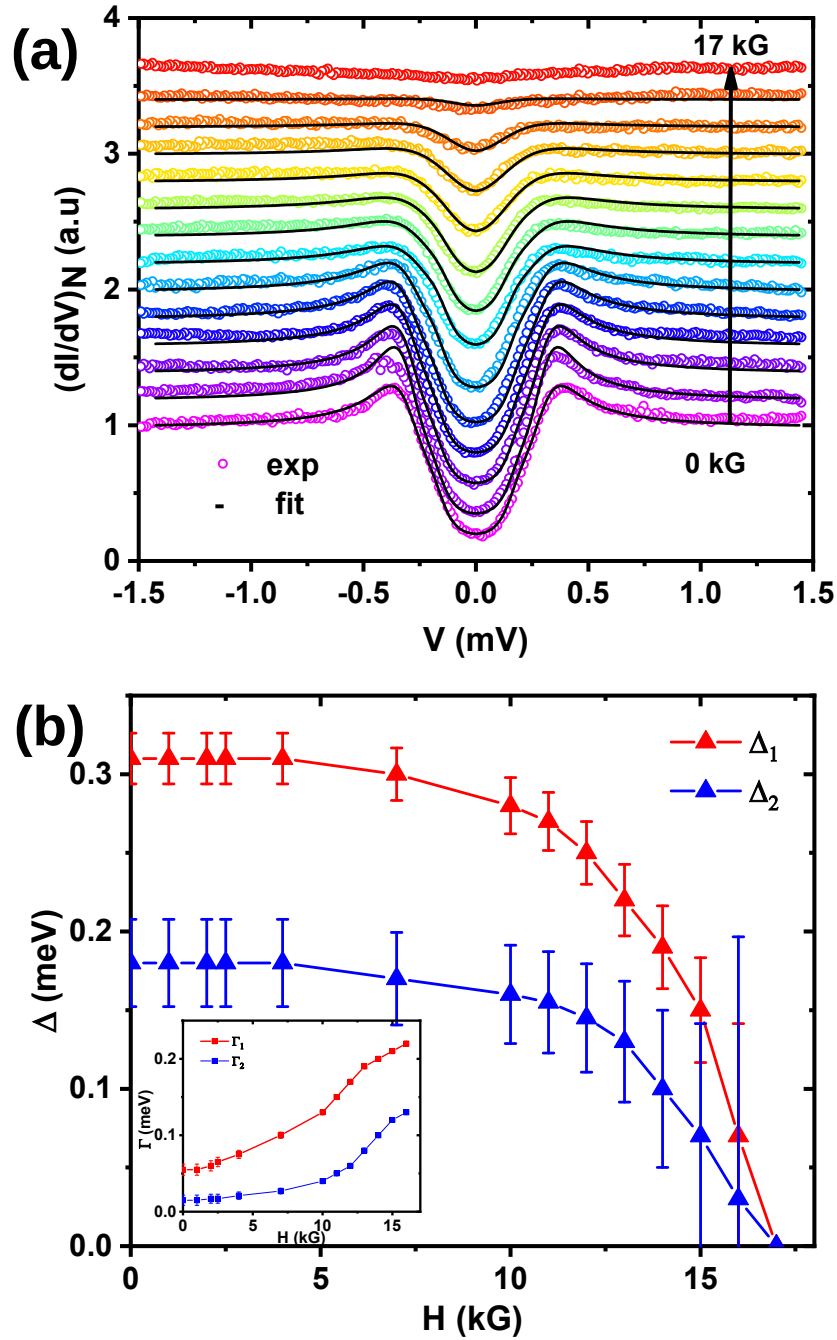 (a)
4
3
2
1
0
(dI/dV)N (a.u)
17 kG
0 kG
exp
- fit
-1.5 -1.0 -0.5 0.0 0.5 1.0 1.5
V (mV)
(b)
Δ1
Δ2
0.3
0.2
0.1
0.0
Δ (meV)
Γ1
Γ2
0.2
0.1
0.0
Γ (meV)
0 5 10 15
H (kG)
0 5 10 15
H (kG)